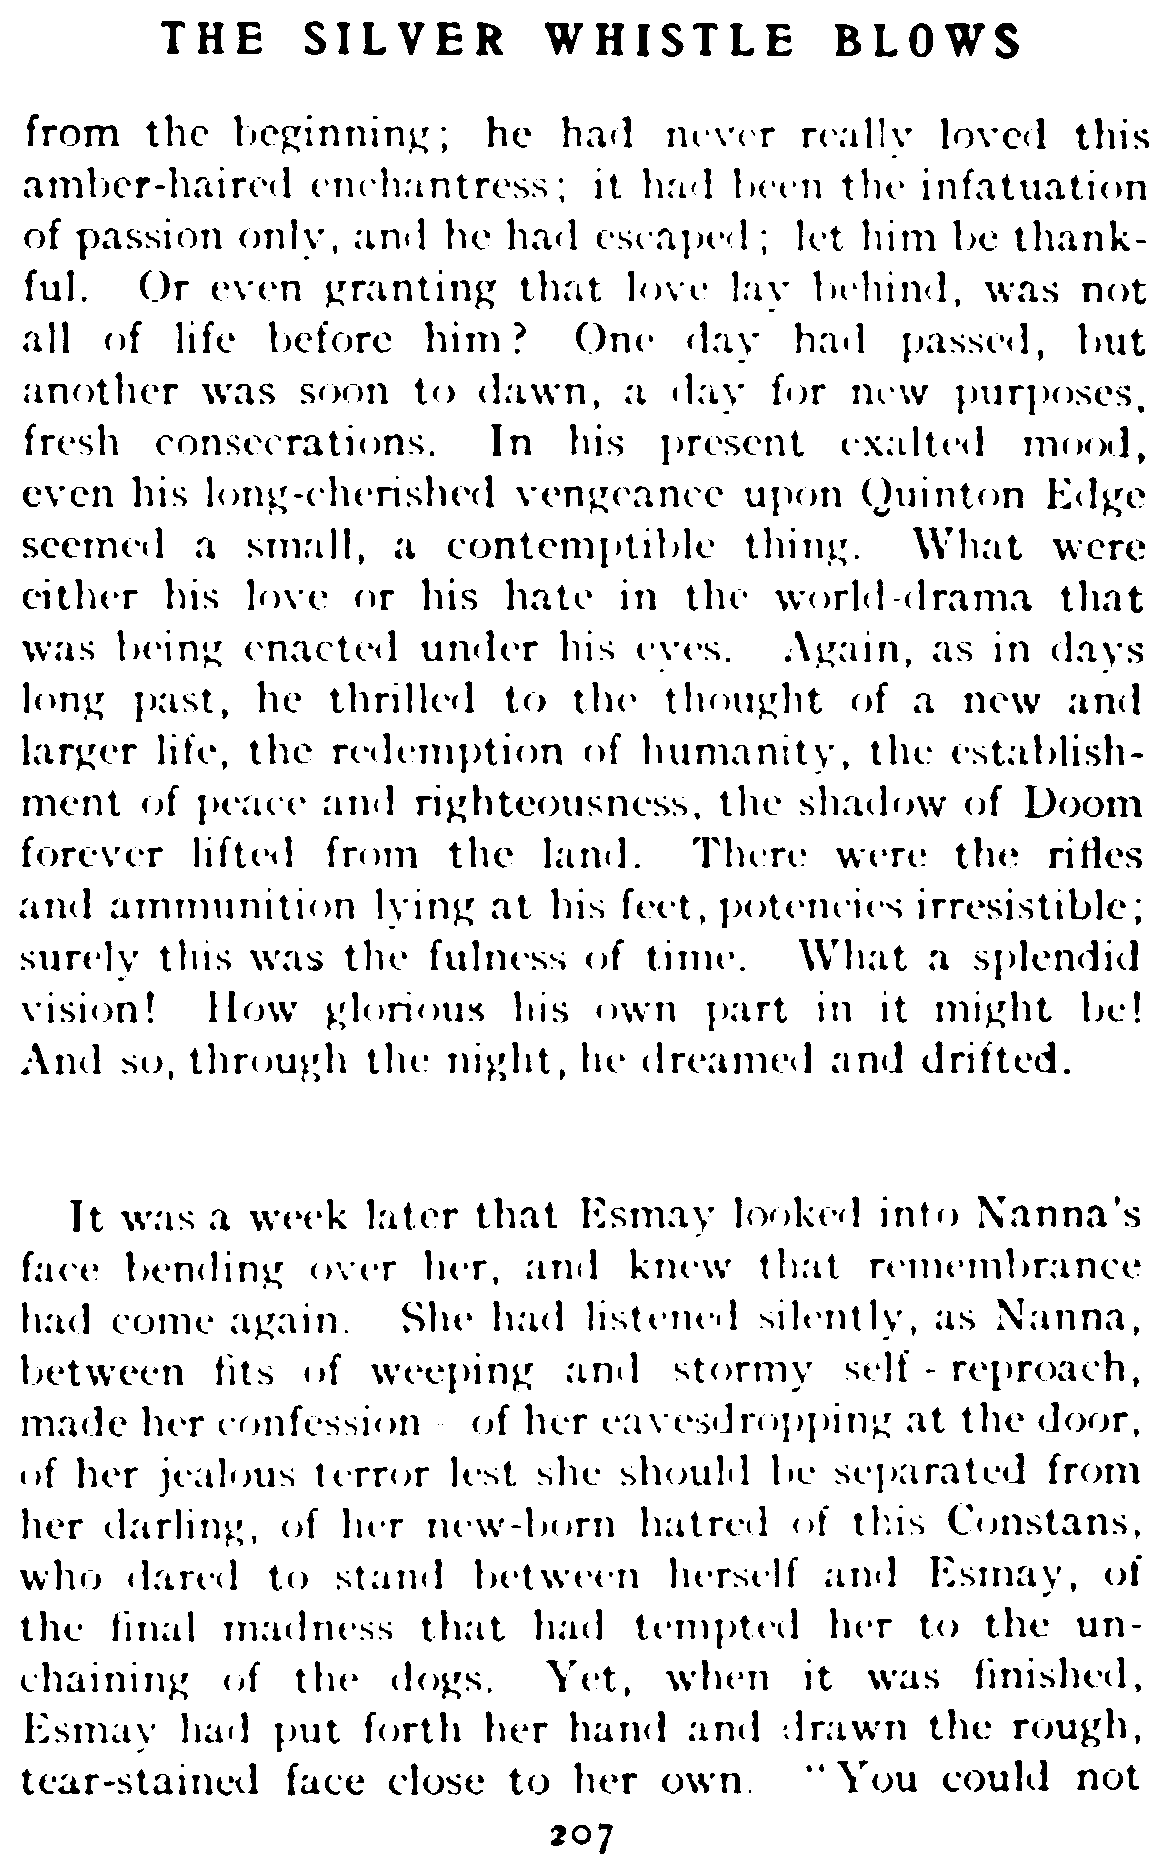 THE SILVER WHISTLE BLOWS
from the beginning; he had never really loved this
amber-haired enchantress; it had been the infatuation
of passion only, and he had escaped; let him be thank-
ful. Or even granting that love lay behind, was not
all of life before him? One day had passed, but
another was soon to dawn, a day for new purposes,
fresh consecrations. In his present exalted mood,
even his long-cherished vengeance upon Quinton Edge
seemed a small, a contemptible thing. What were
either his love or his hate in the world-drama that
was being enacted under his eyes. Again, as in days
long past, he thrilled to the thought of a new and
larger life, the redemption of humanity, the establish-
ment of peace and righteousness, the shadow of Doom
forever lifted from the land. There were the rifles
and ammunition lying at his feet, potencies irresistible;
surely this was the fulness of time. What a splendid
vision! How glorious his own part in it might be!
And so, through the night, he dreamed and drifted.
It was a week later that Esmay looked into Nanna's
face bending over her, and knew that remembrance
had come again. She had listened silently, as Nanna,
between fits of weeping and stormy self-reproach,
made her confession - of her eavesdropping at the door,
of her jealous terror lest she should be separated from
her darling, of her new-born hatred of this Constans,
who dared to stand between herself and Esmay, of
the final madness that had tempted her to the un-
chaining of the dogs. Yet, when it was finished,
Esmay had put forth her hand and drawn the rough,
tear-stained face close to her own. "You could not
207